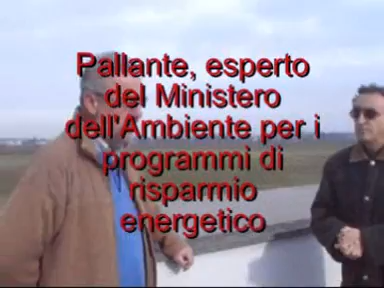 Pallante, esperto
del Ministero
dell'Ambiente per i
programmi di
risparmio
energetico